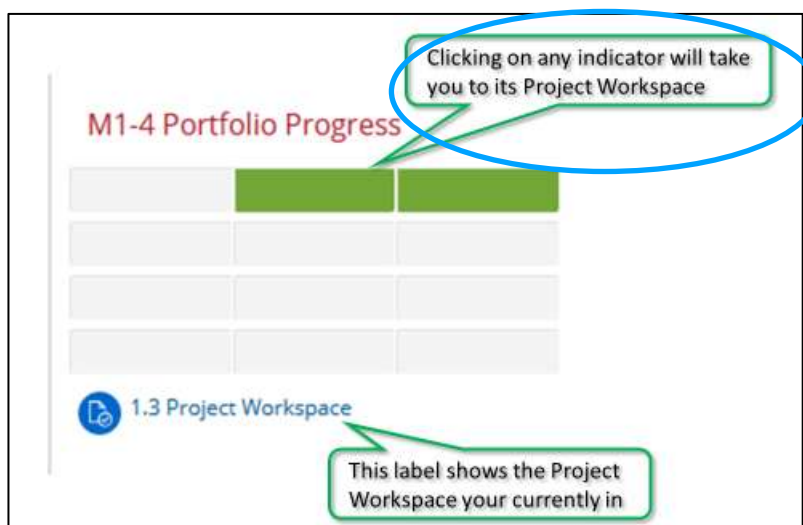 Clicking on any indicator will take
you to its Project Workspace
M1-4 Portfolio Progress
1.3 Project Workspace
This label shows the Project
Workspace your currently in